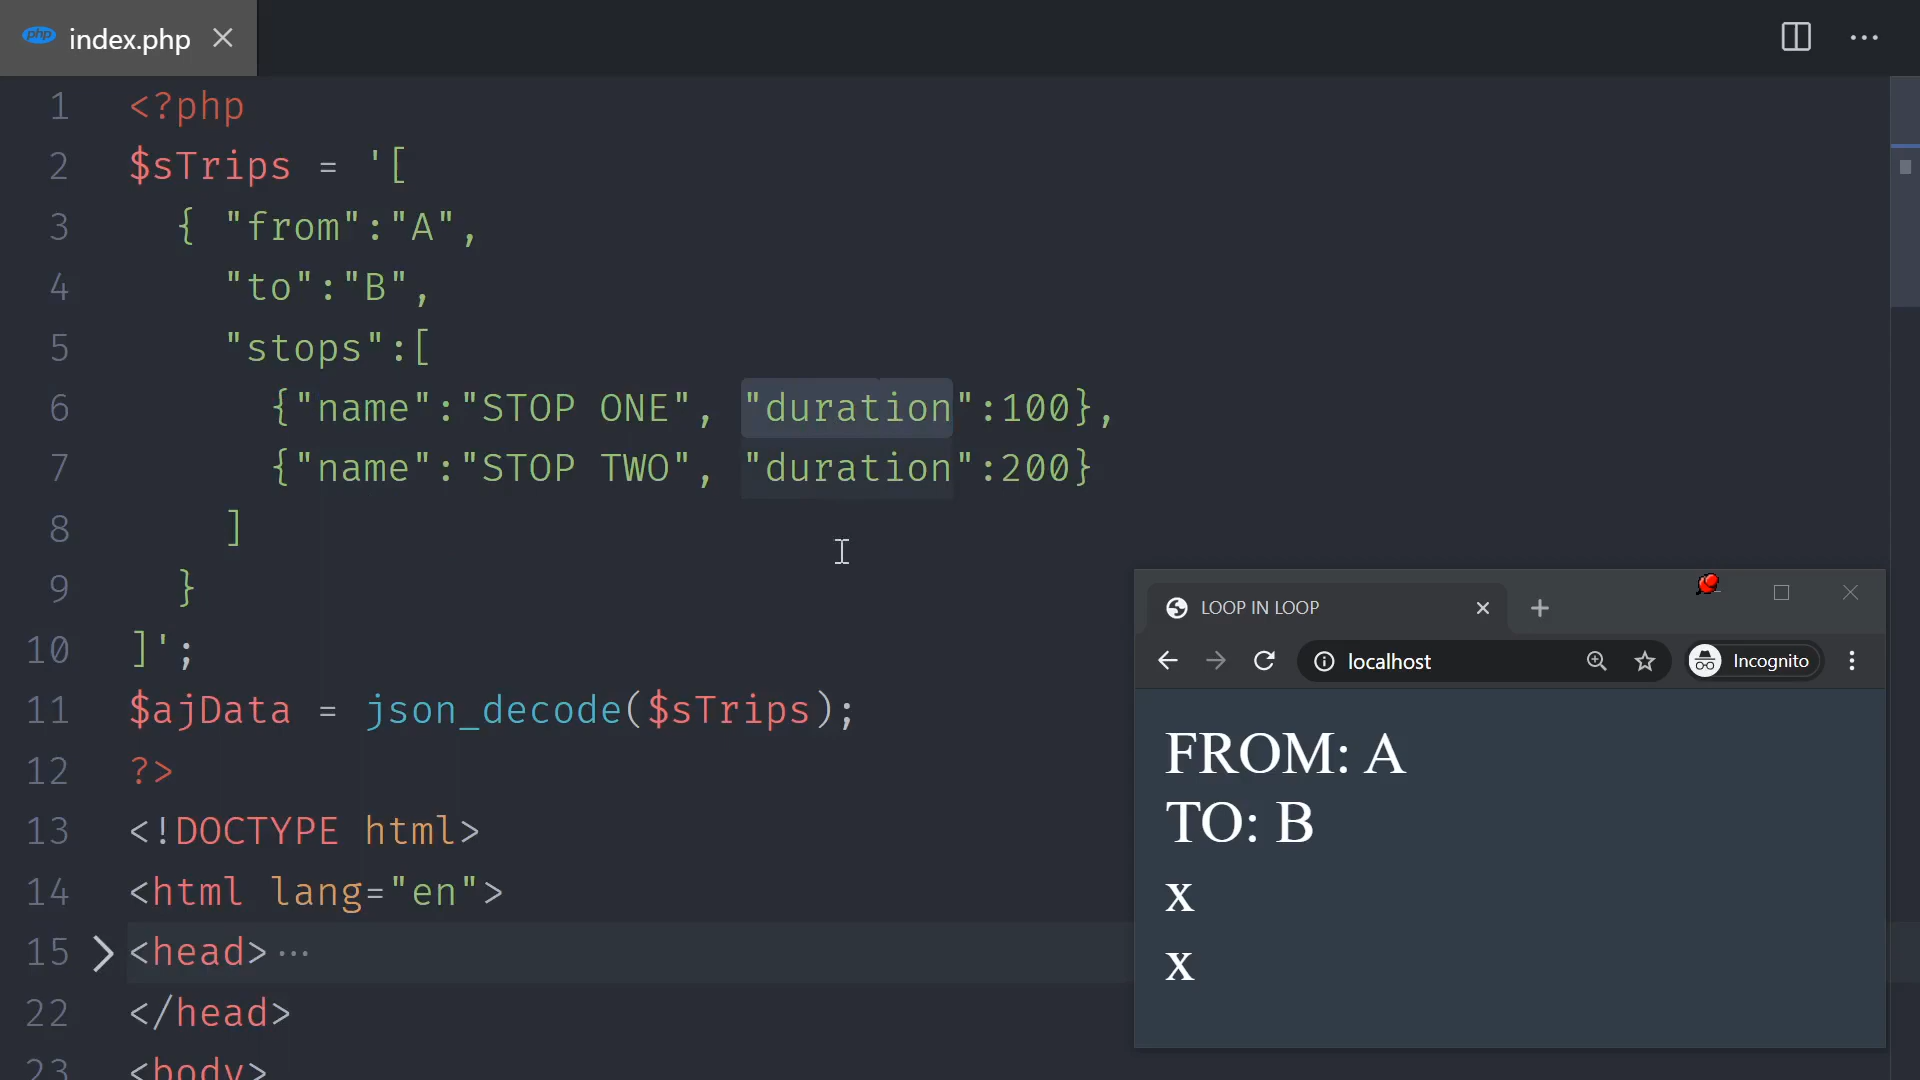 php index.php
1 <?php
2 $sTrips = '[
3 { "from":"A",
4 "to":"B",
5 "stops":[
6 {"name":"STOP ONE", "duration":100},
7 {"name":"STOP TWO", "duration":200}
8 ]
9 }
10 ]';
11 $ajData = json_decode($sTrips);
12 ?>
13 <!DOCTYPE html>
14 <html lang="en">
15 <head>…
22 </head>
23 <body>
LOOP IN LOOP
localhost Incognito
FROM: A
TO: B
x
x